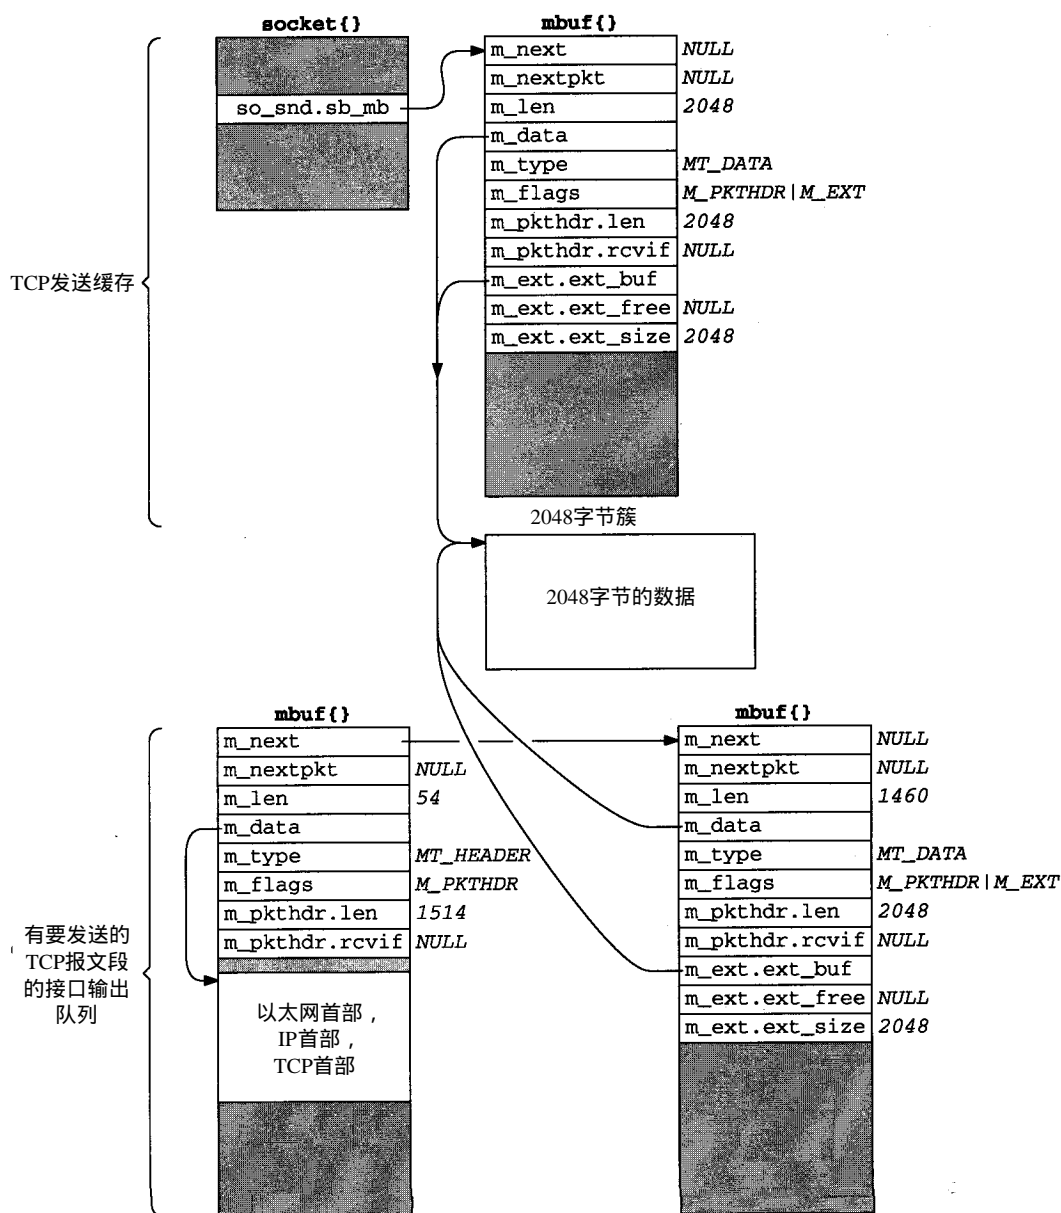 socket{}
so_snd.sb_mb
mbuf{}
m_next NULL
m_nextpkt NULL
m_len 2048
m_data
m_type MT_DATA
m_flags M_PKTHDR|M_EXT
m_pkthdr.len 2048
m_pkthdr.rcvif NULL
m_ext.ext_buf
m_ext.ext_free NULL
m_ext.ext_size 2048
TCP发送缓存
2048字节簇
2048字节的数据
mbuf{}
m_next
m_nextpkt NULL
m_len 54
m_data
m_type MT_HEADER
m_flags M_PKTHDR
m_pkthdr.len 1514
m_pkthdr.rcvif NULL
以太网首部，
IP首部，
TCP首部
有要发送的
TCP报文段
的接口输出
队列
mbuf{}
m_next NULL
m_nextpkt NULL
m_len 1460
m_data
m_type MT_DATA
m_flags M_PKTHDR|M_EXT
m_pkthdr.len 2048
m_pkthdr.rcvif NULL
m_ext.ext_buf
m_ext.ext_free NULL
m_ext.ext_size 2048